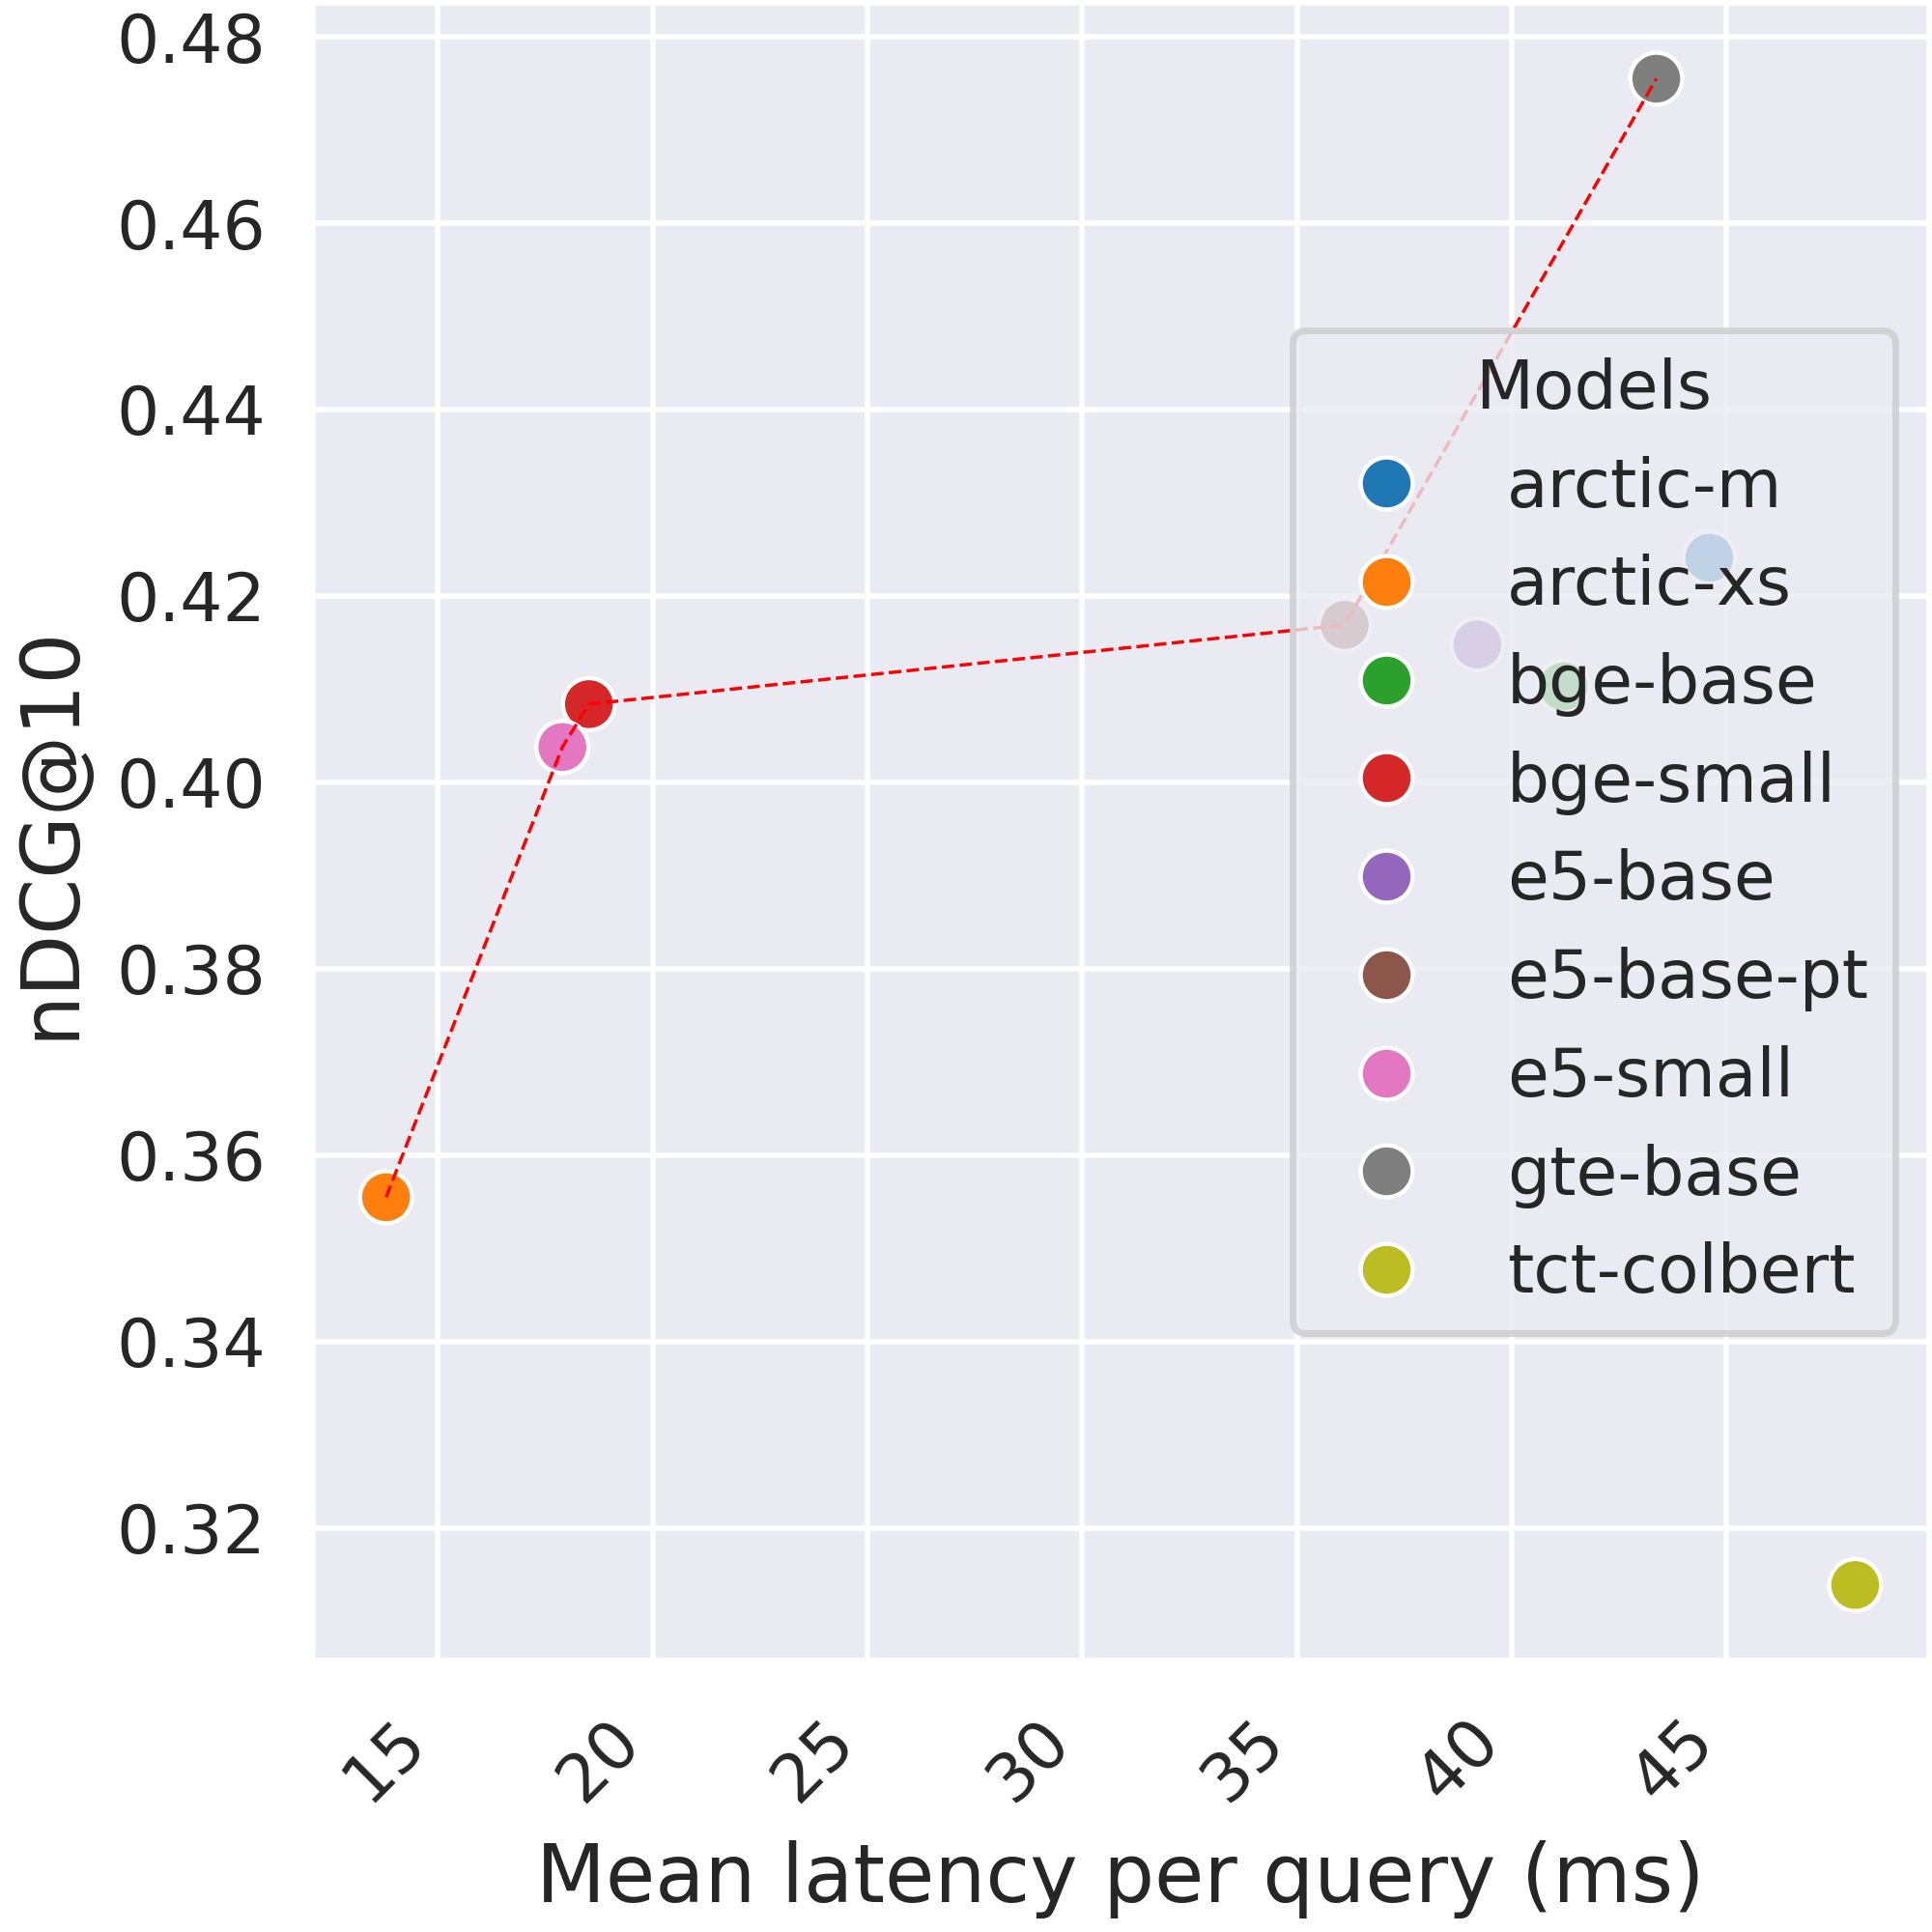 0.48
0.46
0.44
0.42
0.40
0.38
0.36
0.34
0.32
nDCG@10
Models
arctic-m
arctic-xs
bge-base
bge-small
e5-base
e5-base-pt
e5-small
gte-base
tct-colbert
15 20 25 30 35 40 45
Mean latency per query (ms)